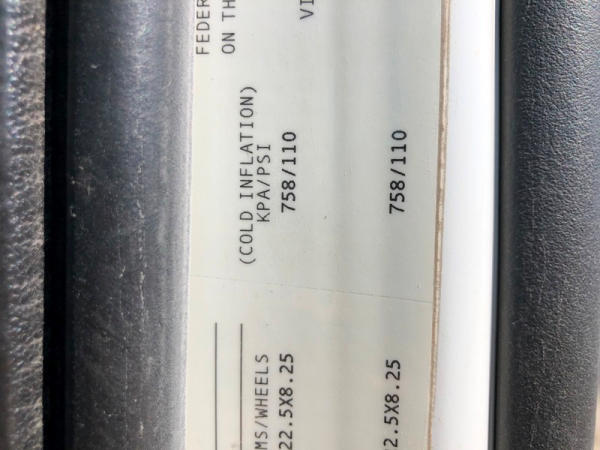 FEDER
ON TH
VI
(COLD INFLATION)
KPA/PSI
MS/WHEELS
22.5X8.25 758/110
2.5X8.25 758/110